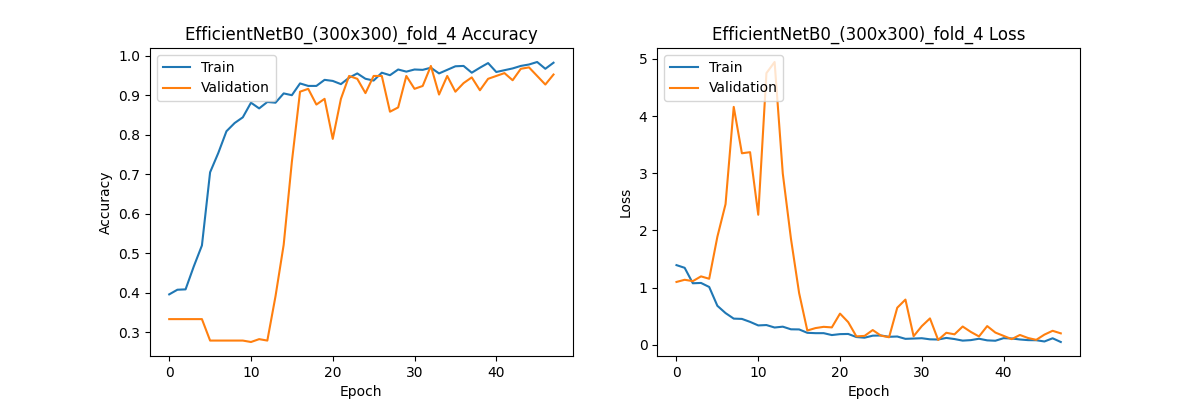 EfficientNetB0_(300x300)_fold_4 Accuracy
Train
Validation
1.0
0.9
0.8
0.7
0.6
0.5
0.4
0.3
Accuracy
0
10
20
30
40
Epoch
EfficientNetB0_(300x300)_fold_4 Loss
Train
Validation
5
4
3
2
1
0
Loss
0
10
20
30
40
Epoch